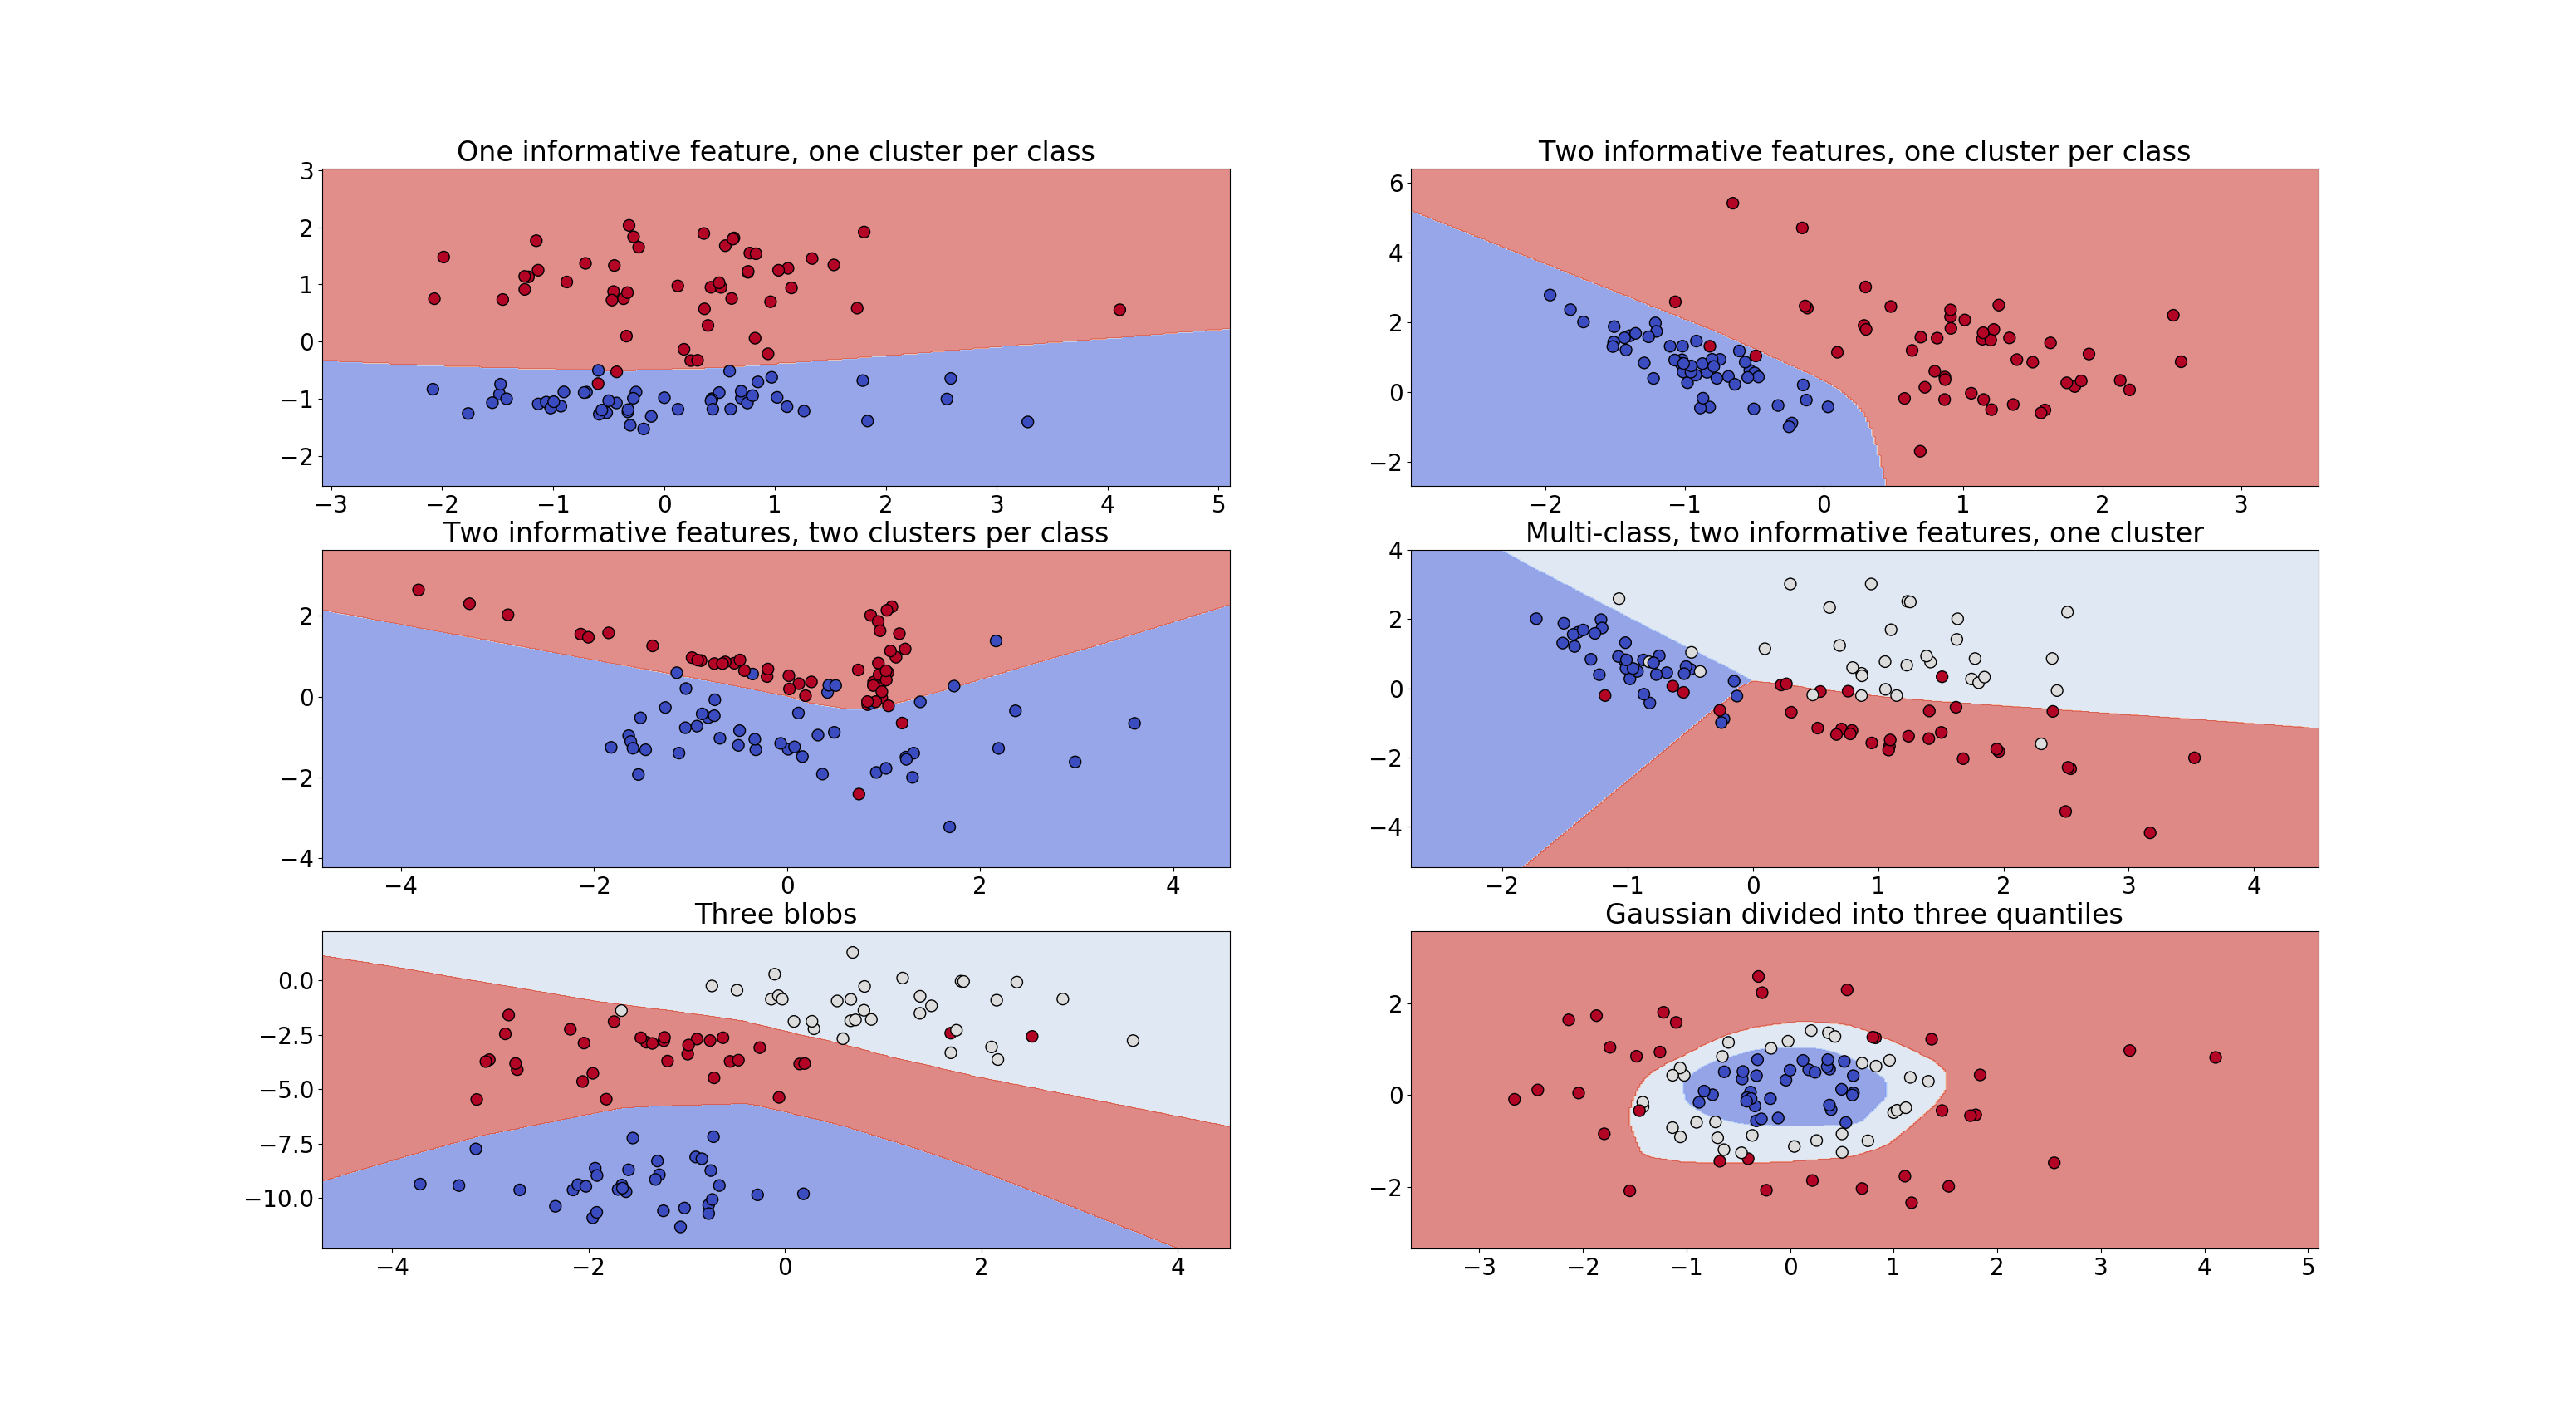 One informative feature, one cluster per class
3
2
1
0
−1
−2
−3 −2 −1 0 1 2 3 4 5
Two informative features, one cluster per class
6
4
2
0
−2
−2 −1 0 1 2 3
Two informative features, two clusters per class
2
0
−2
−4
−4 −2 0 2 4
Multi-class, two informative features, one cluster
4
2
0
−2
−4
−2 −1 0 1 2 3 4
Three blobs
0.0
−2.5
−5.0
−7.5
−10.0
−4 −2 0 2 4
Gaussian divided into three quantiles
2
0
−2
−3 −2 −1 0 1 2 3 4 5